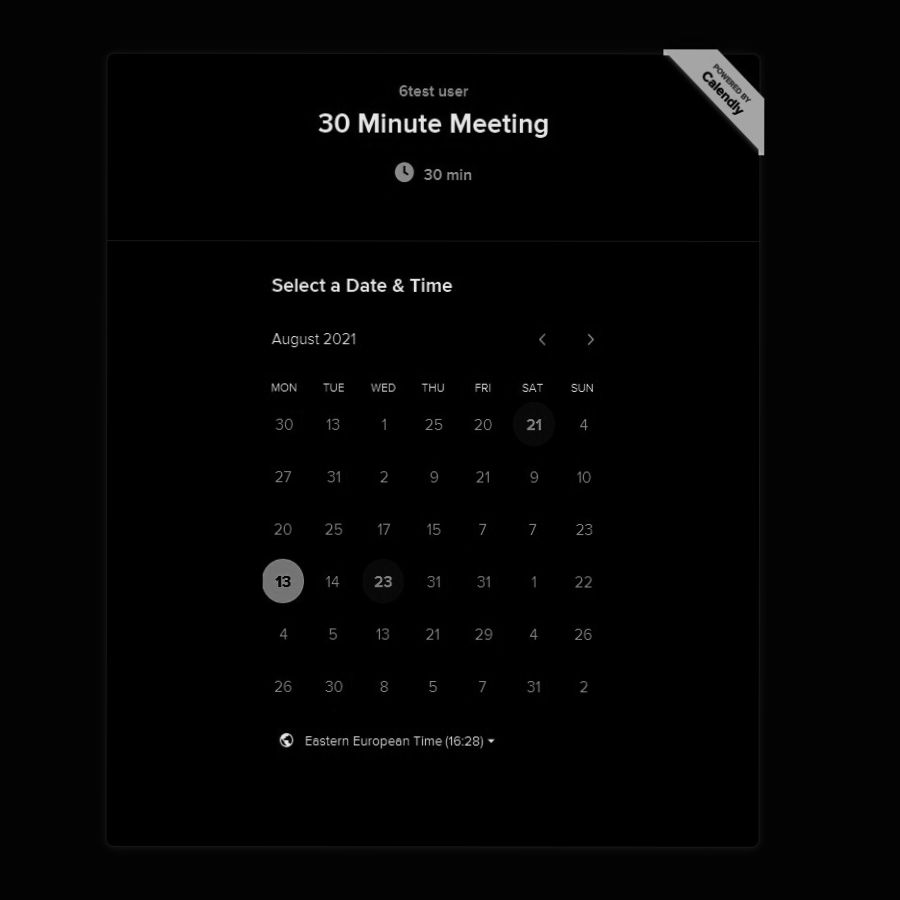 POWERED BY
Calendly
6test user
30 Minute Meeting
30 min
Select a Date & Time
August 2021
MON TUE WED THU FRI SAT SUN
30 13 1 25 20 21 4
27 31 2 9 21 9 10
20 25 17 15 7 7 23
13 14 23 31 31 1 22
4 5 13 21 29 4 26
26 30 8 5 7 31 2
Eastern European Time (16:28)